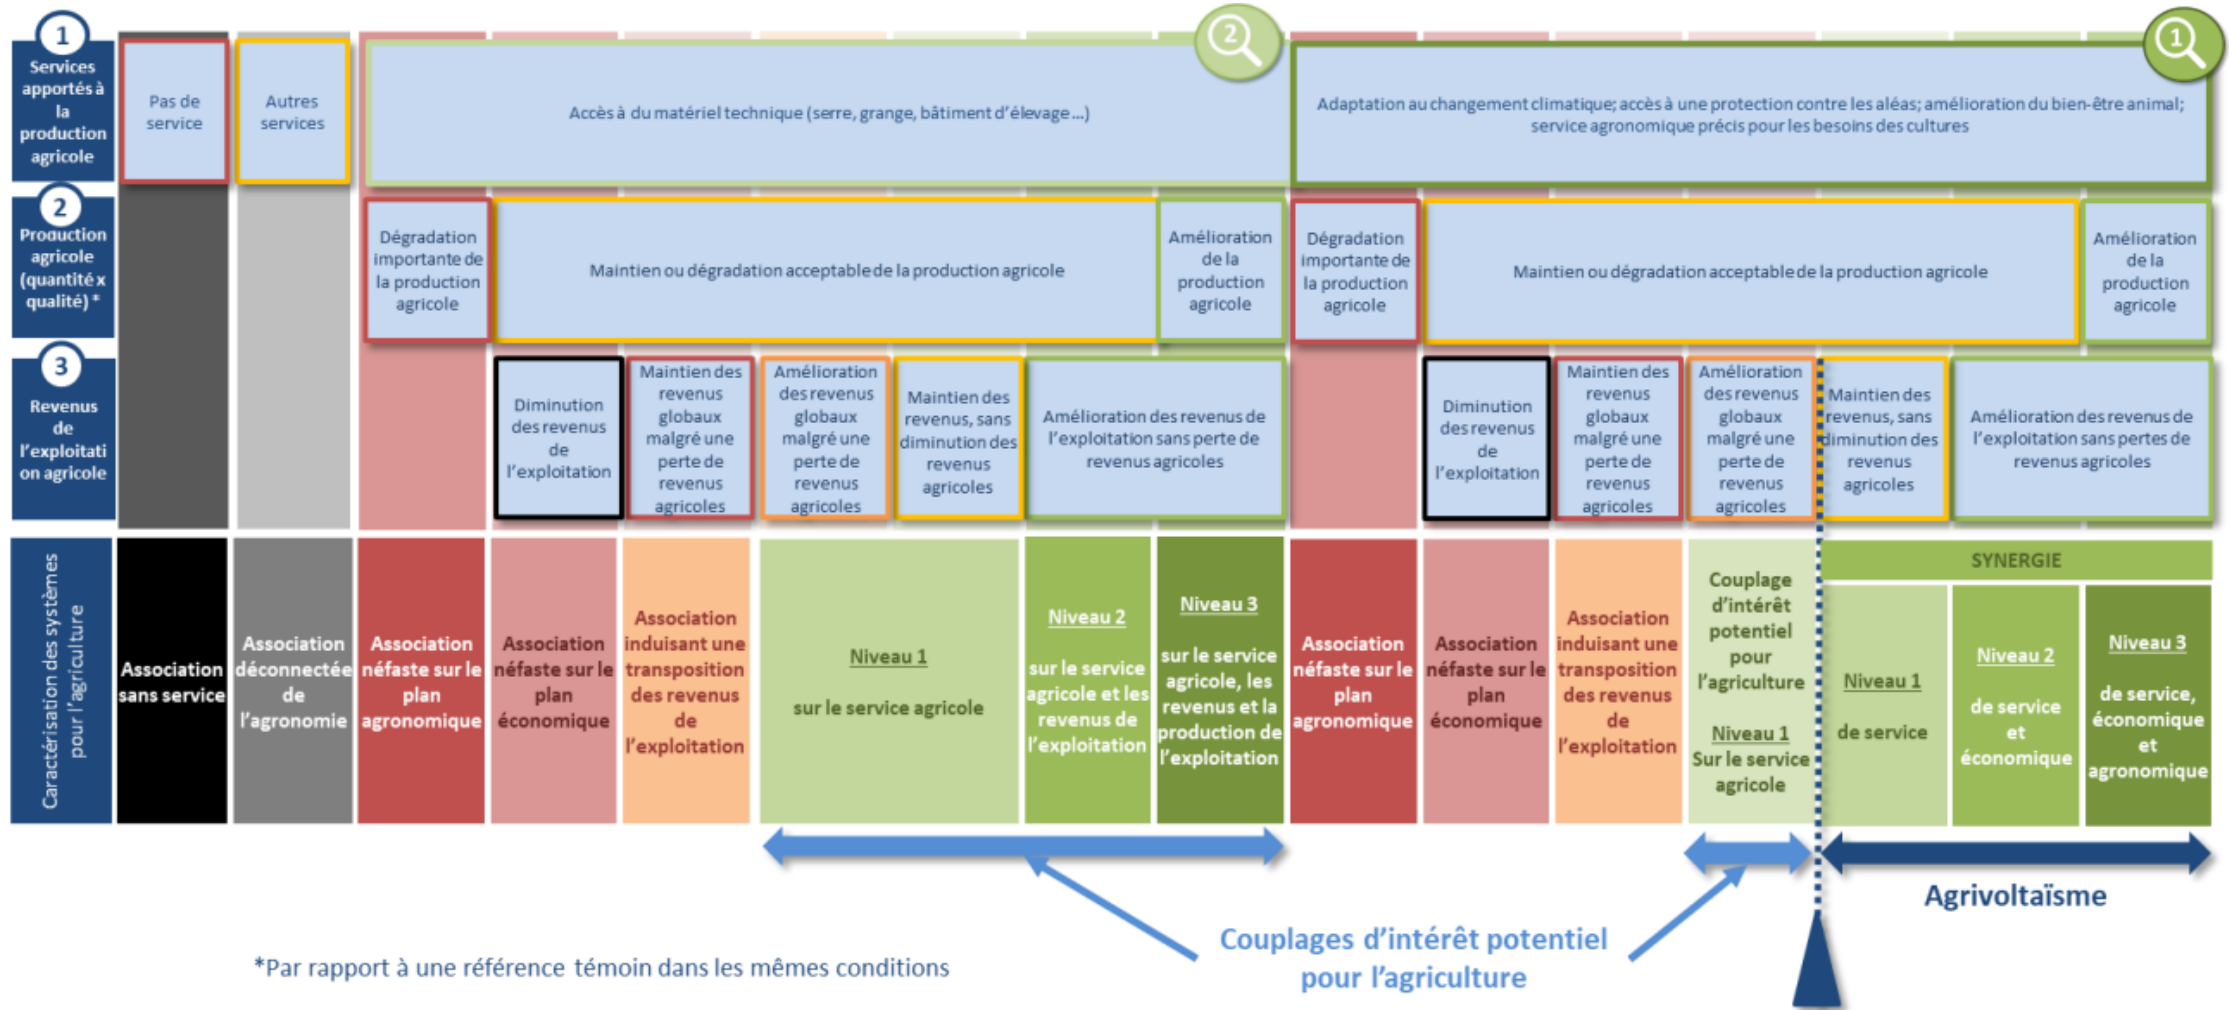 1
Services
apportés à
la
production
agricole
Pas de
service
Autres
services
Accès à du matériel technique (serre, grange, bâtiment d'élevage ...)
2
Adaptation au changement climatique; accès à une protection contre les aléas; amélioration du bien-être animal;
service agronomique précis pour les besoins des cultures
1
2
Production
agricole
(quantité x
qualité) *
Dégradation
importante de
la production
agricole
Maintien ou dégradation acceptable de la production agricole
Amélioration
de la
production
agricole
Dégradation
importante de
la production
agricole
Maintien ou dégradation acceptable de la production agricole
Amélioration
de la
production
agricole
3
Revenus
de
l'exploitati
on agricole
Diminution
des revenus
de
l'exploitation
Maintien des
revenus
globaux
malgré une
perte de
revenus
agricoles
Amélioration
des revenus
globaux
malgré une
perte de
revenus
agricoles
Maintien des
revenus, sans
diminution des
revenus
agricoles
Amélioration des revenus de
l'exploitation sans perte de
revenus agricoles
Diminution
des revenus
de
l'exploitation
Maintien des
revenus
globaux
malgré une
perte de
revenus
agricoles
Amélioration
des revenus
globaux
malgré une
perte de
revenus
agricoles
Maintien des
revenus, sans
diminution des
revenus
agricoles
Amélioration des revenus de
l'exploitation sans pertes de
revenus agricoles
Caractérisation des systèmes
pour l'agriculture
Association
sans service
Association
déconnectée
de
l'agronomie
Association
néfaste sur le
plan
agronomique
Association
néfaste sur le
plan
économique
Association
induisant une
transposition
des revenus
de
l'exploitation
Niveau 1
sur le service agricole
Niveau 2
sur le service
agricole et les
revenus de
l'exploitation
Niveau 3
sur le service
agricole, les
revenus et la
production de
l'exploitation
Association
néfaste sur le
plan
agronomique
Association
néfaste sur le
plan
économique
Association
induisant une
transposition
des revenus
de
l'exploitation
Couplage
d'intérêt
potentiel
pour
l'agriculture
Niveau 1
Sur le service
agricole
SYNERGIE
Niveau 1
de service
Niveau 2
de service
et
économique
Niveau 3
de service,
économique
et
agronomique
Agrivoltaïsme
Couplages d'intérêt potentiel
pour l'agriculture
*Par rapport à une référence témoin dans les mêmes conditions